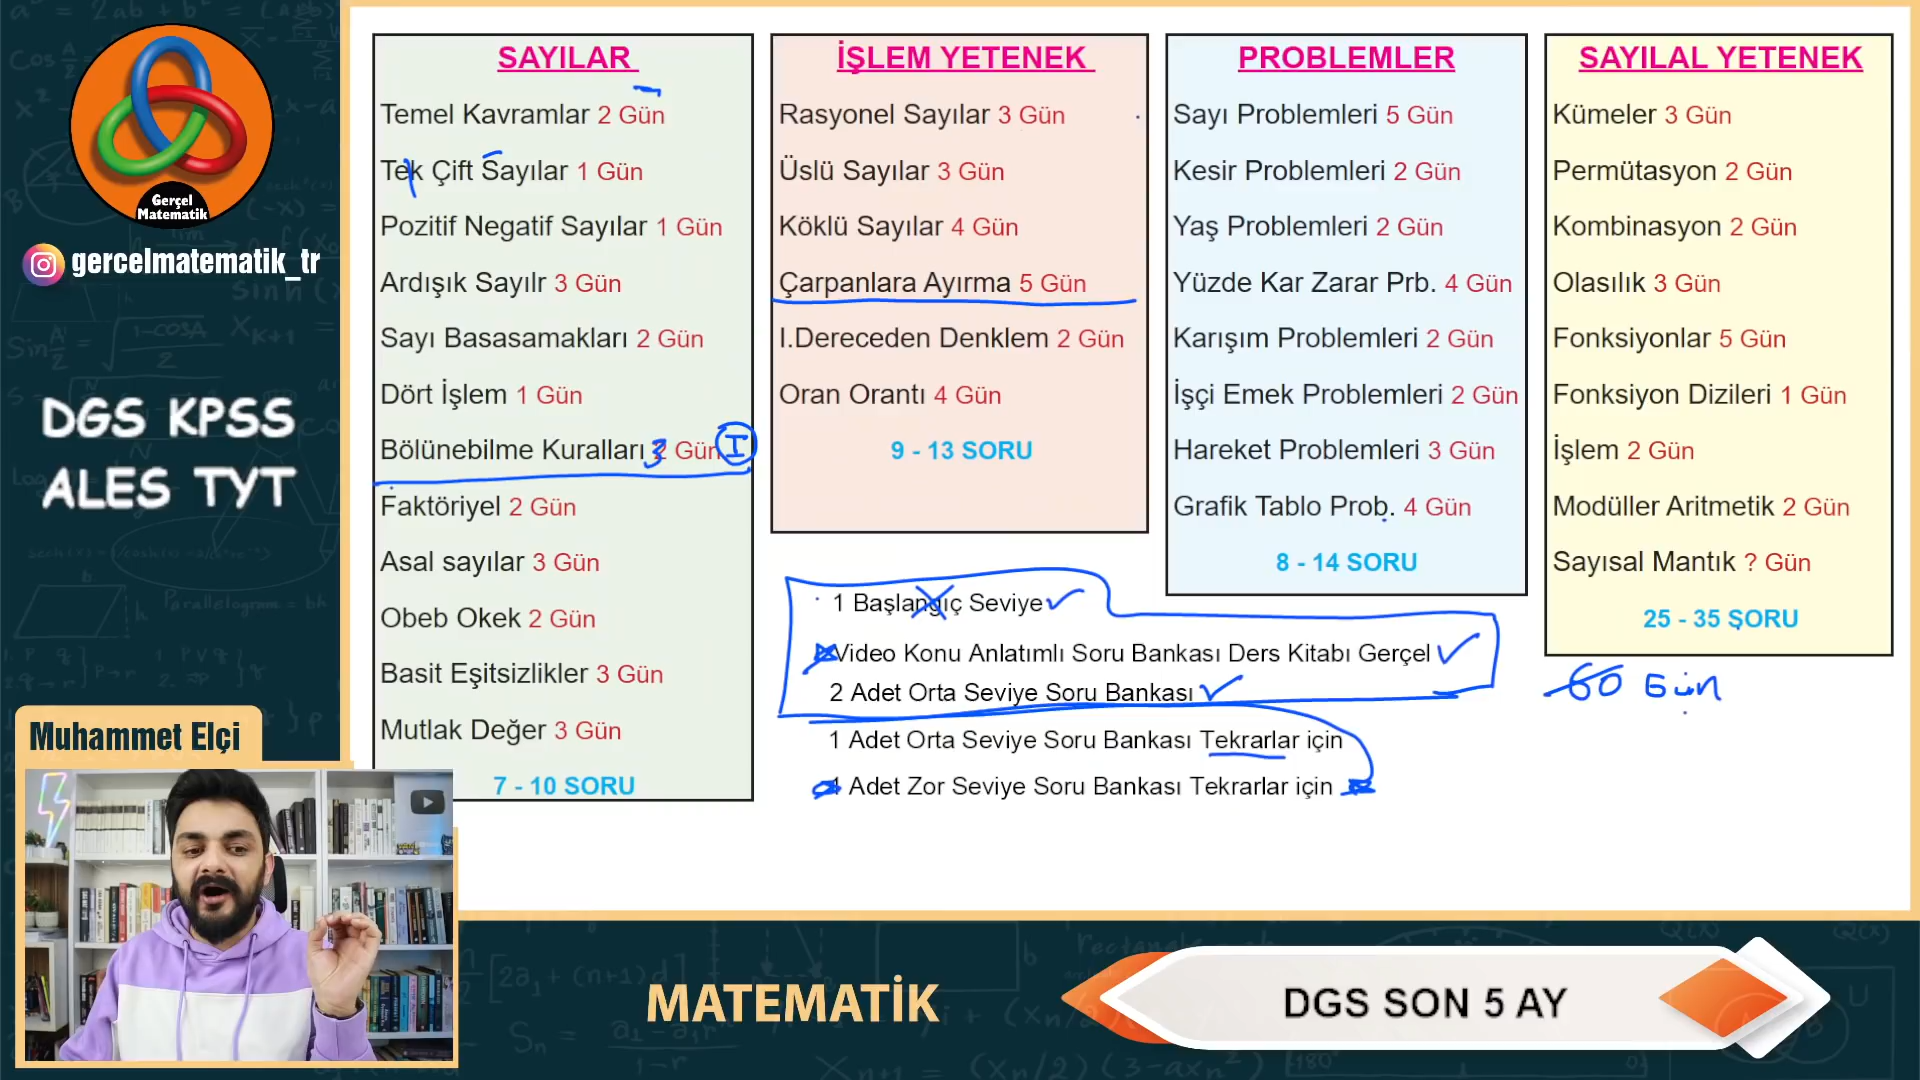 Gerçel
Matematik
gercelmatematik_tr
DGS KPSS
ALES TYT
Muhammet Elçi
SAYILAR
Temel Kavramlar 2 Gün
Tek Çift Sayılar 1 Gün
Pozitif Negatif Sayılar 1 Gün
Ardışık Sayılr 3 Gün
Sayı Basasamakları 2 Gün
Dört İşlem 1 Gün
Bölünebilme Kuralları 3 Gün I
Faktöriyel 2 Gün
Asal sayılar 3 Gün
Obeb Okek 2 Gün
Basit Eşitsizlikler 3 Gün
Mutlak Değer 3 Gün
7 - 10 SORU
İŞLEM YETENEK
Rasyonel Sayılar 3 Gün
Üslü Sayılar 3 Gün
Köklü Sayılar 4 Gün
Çarpanlara Ayırma 5 Gün
I.Dereceden Denklem 2 Gün
Oran Orantı 4 Gün
9 - 13 SORU
PROBLEMLER
Sayı Problemleri 5 Gün
Kesir Problemleri 2 Gün
Yaş Problemleri 2 Gün
Yüzde Kar Zarar Prb. 4 Gün
Karışım Problemleri 2 Gün
İşçi Emek Problemleri 2 Gün
Hareket Problemleri 3 Gün
Grafik Tablo Prob. 4 Gün
8 - 14 SORU
SAYILAL YETENEK
Kümeler 3 Gün
Permütasyon 2 Gün
Kombinasyon 2 Gün
Olasılık 3 Gün
Fonksiyonlar 5 Gün
Fonksiyon Dizileri 1 Gün
İşlem 2 Gün
Modüller Aritmetik 2 Gün
Sayısal Mantık ? Gün
25 - 35 SORU
60 Gün
1 Başlangıç Seviye
Video Konu Anlatımlı Soru Bankası Ders Kitabı Gerçel
2 Adet Orta Seviye Soru Bankası
1 Adet Orta Seviye Soru Bankası Tekrarlar için
Adet Zor Seviye Soru Bankası Tekrarlar için
MATEMATİK
DGS SON 5 AY